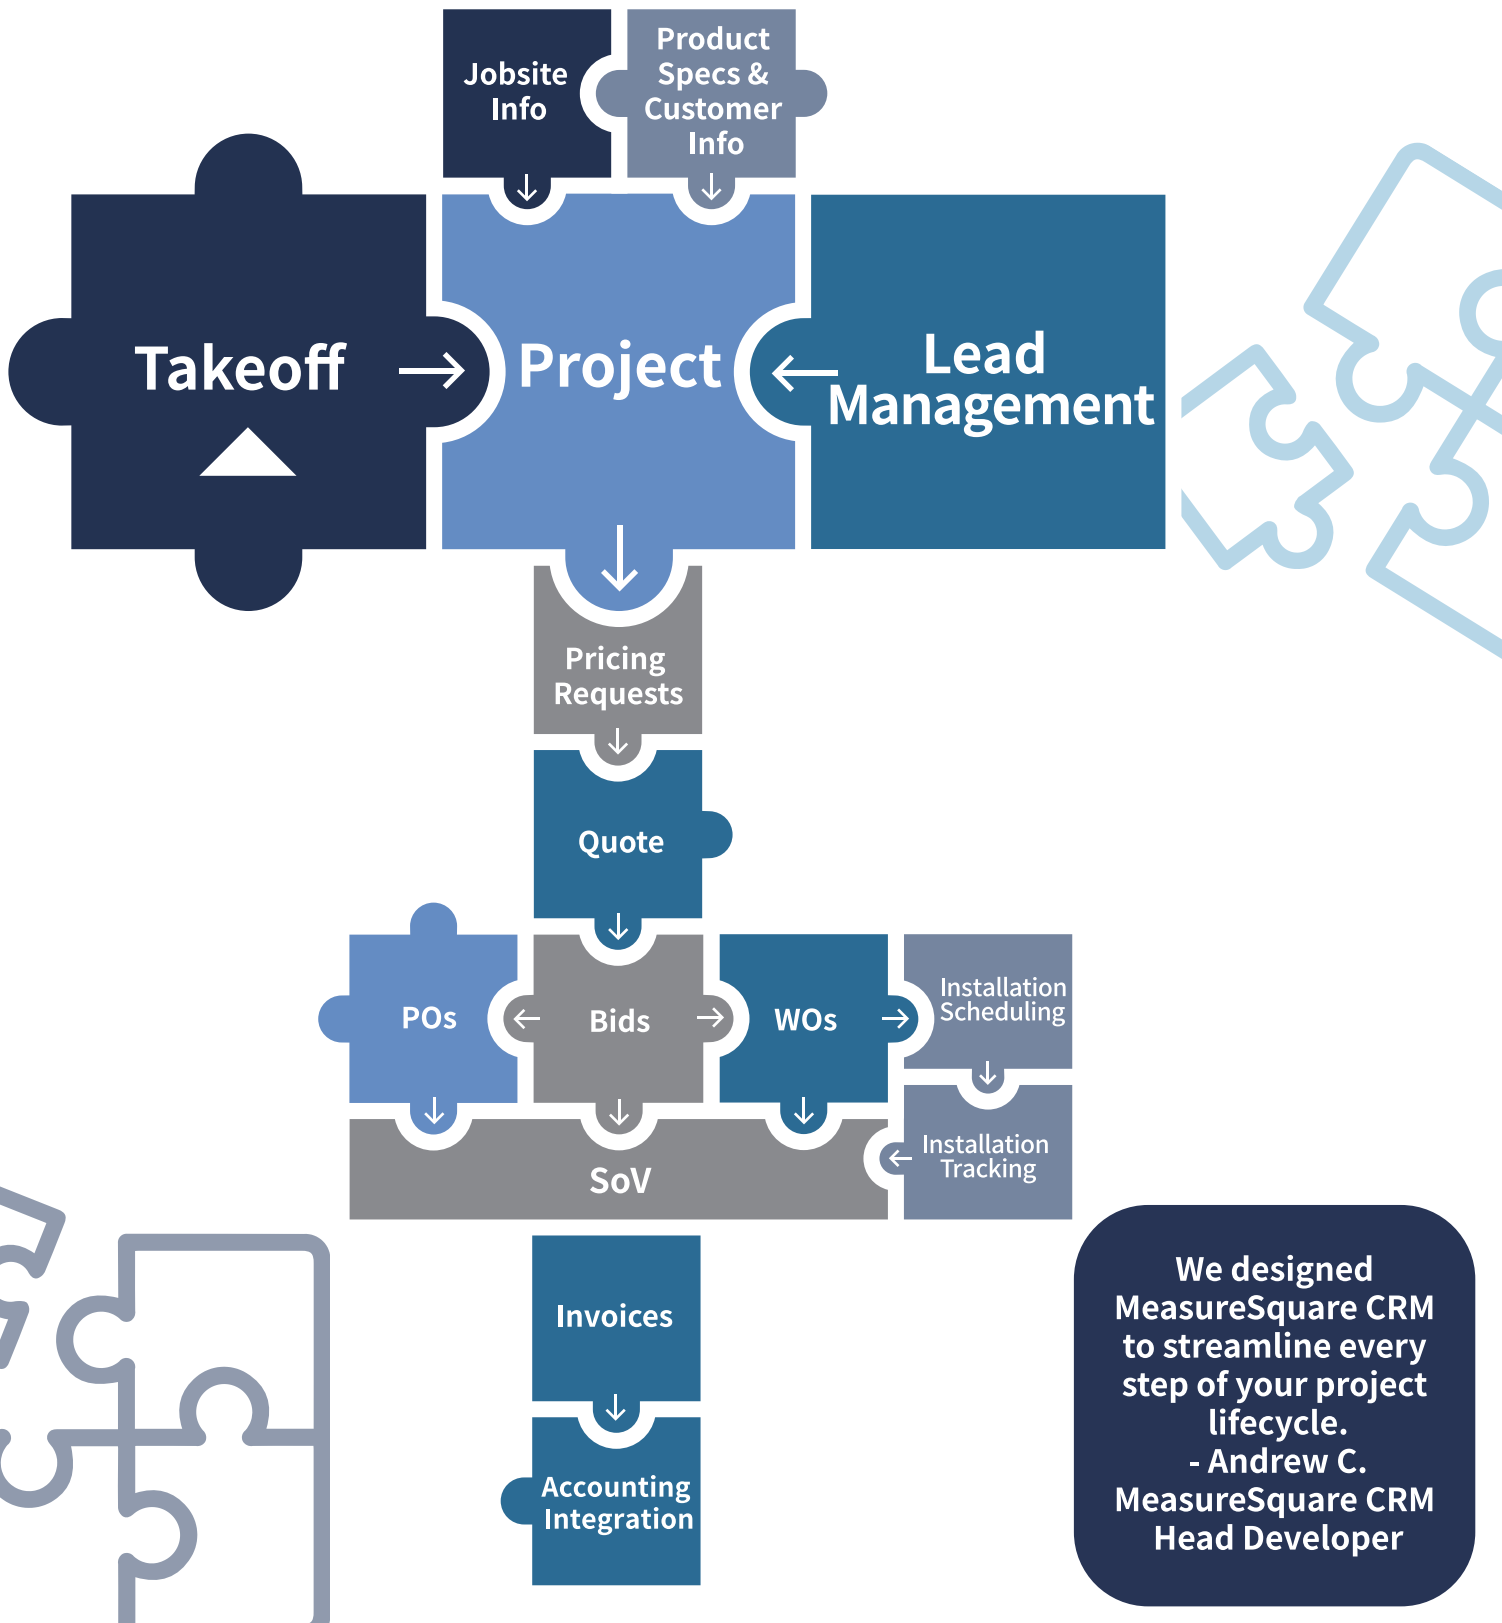 Jobsite
Info
Product
Specs &
Customer
Info
Takeoff
Project
Lead
Management
Pricing
Requests
Quote
POs
Bids
WOs
Installation
Scheduling
Installation
Tracking
SoV
Invoices
Accounting
Integration
We designed
MeasureSquare CRM
to streamline every
step of your project
lifecycle.
- Andrew C.
MeasureSquare CRM
Head Developer